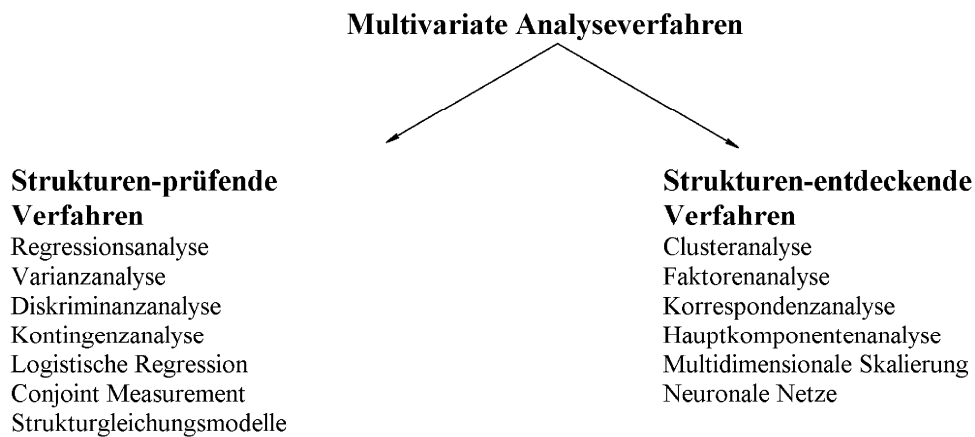 Multivariate Analyseverfahren
Strukturen-prüfende
Verfahren
Regressionsanalyse
Varianzanalyse
Diskriminanzanalyse
Kontingenzanalyse
Logistische Regression
Conjoint Measurement
Strukturgleichungsmodelle
Strukturen-entdeckende
Verfahren
Clusteranalyse
Faktorenanalyse
Korrespondenzanalyse
Hauptkomponentenanalyse
Multidimensionale Skalierung
Neuronale Netze